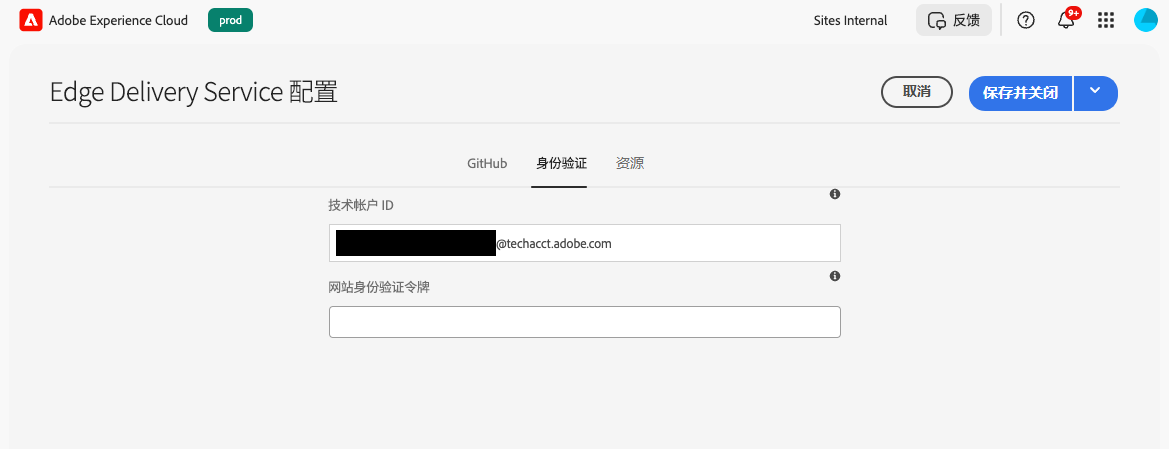 Adobe Experience Cloud prod Sites Internal 反馈 9+
Edge Delivery Service 配置 取消 保存并关闭
GitHub 身份验证 资源
技术帐户 ID
@techacct.adobe.com
网站身份验证令牌